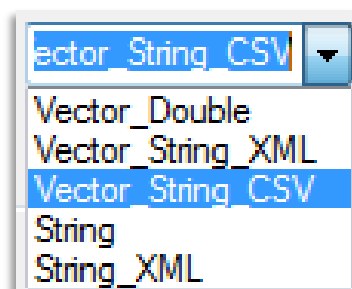 ector_String_CSV
Vector_Double
Vector_String_XML
Vector_String_CSV
String
String_XML